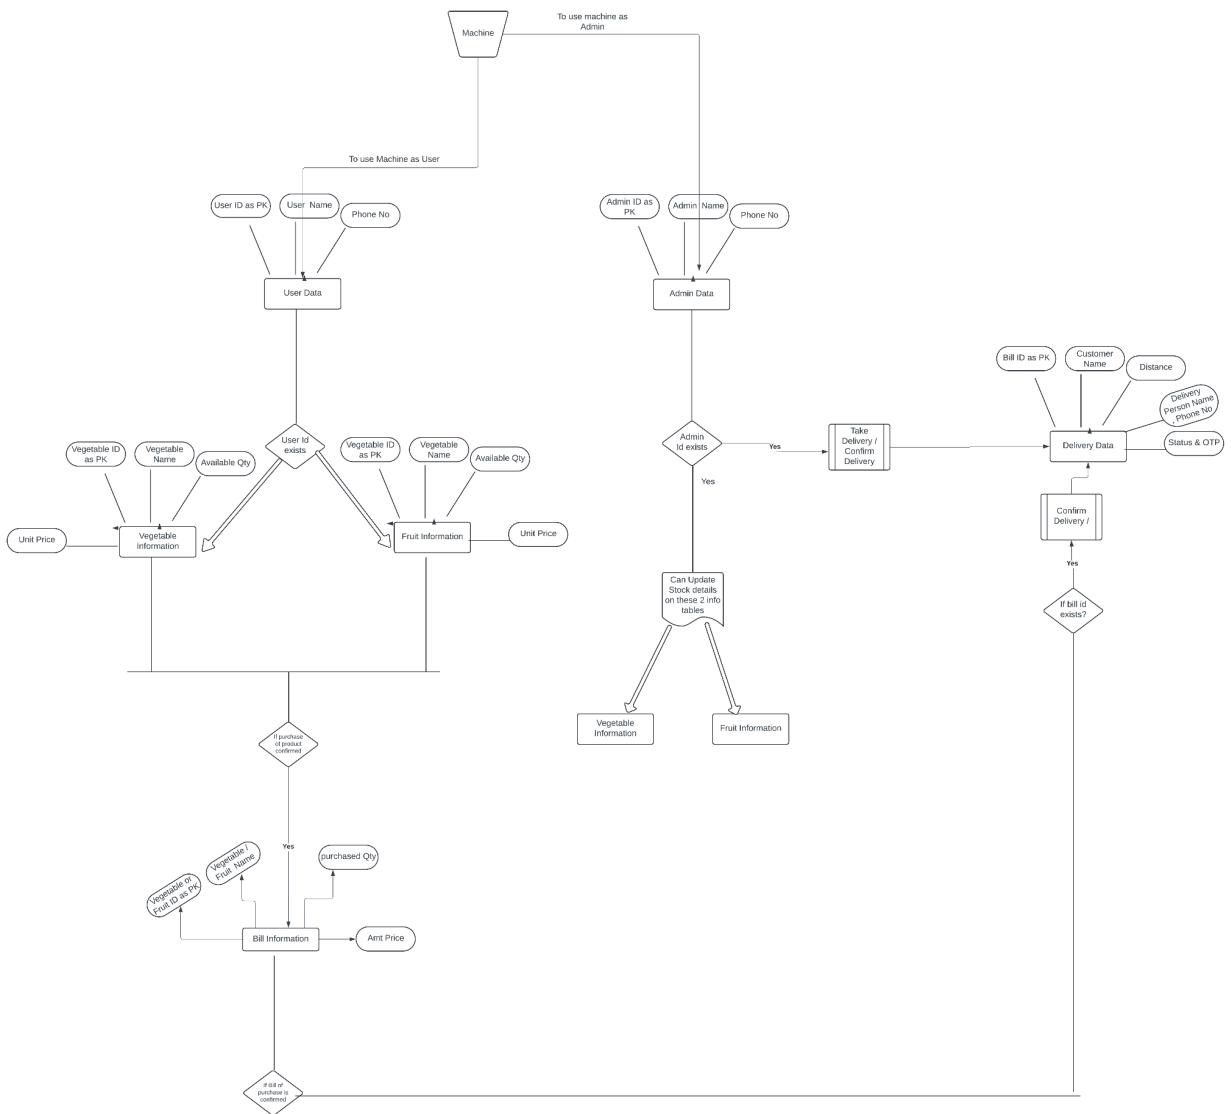 To use machine as
Admin
Machine
To use Machine as User
User ID as PK
User Name
Phone No
Admin ID as
PK
Admin Name
Phone No
User Data
Admin Data
Bill ID as PK
Customer
Name
Distance
Delivery
Person Name
, Phone No
Status & OTP
Delivery Data
Vegetable ID
as PK
Vegetable
Name
Available Qty
User Id
exists
Vegetable ID
as PK
Vegetable
Name
Available Qty
Admin
Id exists
Yes
Take
Delivery /
Confirm
Delivery
Yes
Confirm
Delivery /
Unit Price
Vegetable
Information
Fruit Information
Unit Price
Yes
Can Update
Stock details
on these 2 info
tables
If bill id
exists?
Vegetable
Information
Fruit Information
If purchase
of product
confirmed
Yes
Vegetable or
Fruit ID as PK
Vegetable /
Fruit Name
purchased Qty
Bill Information
Amt Price
If Bill of
purchase is
confirmed